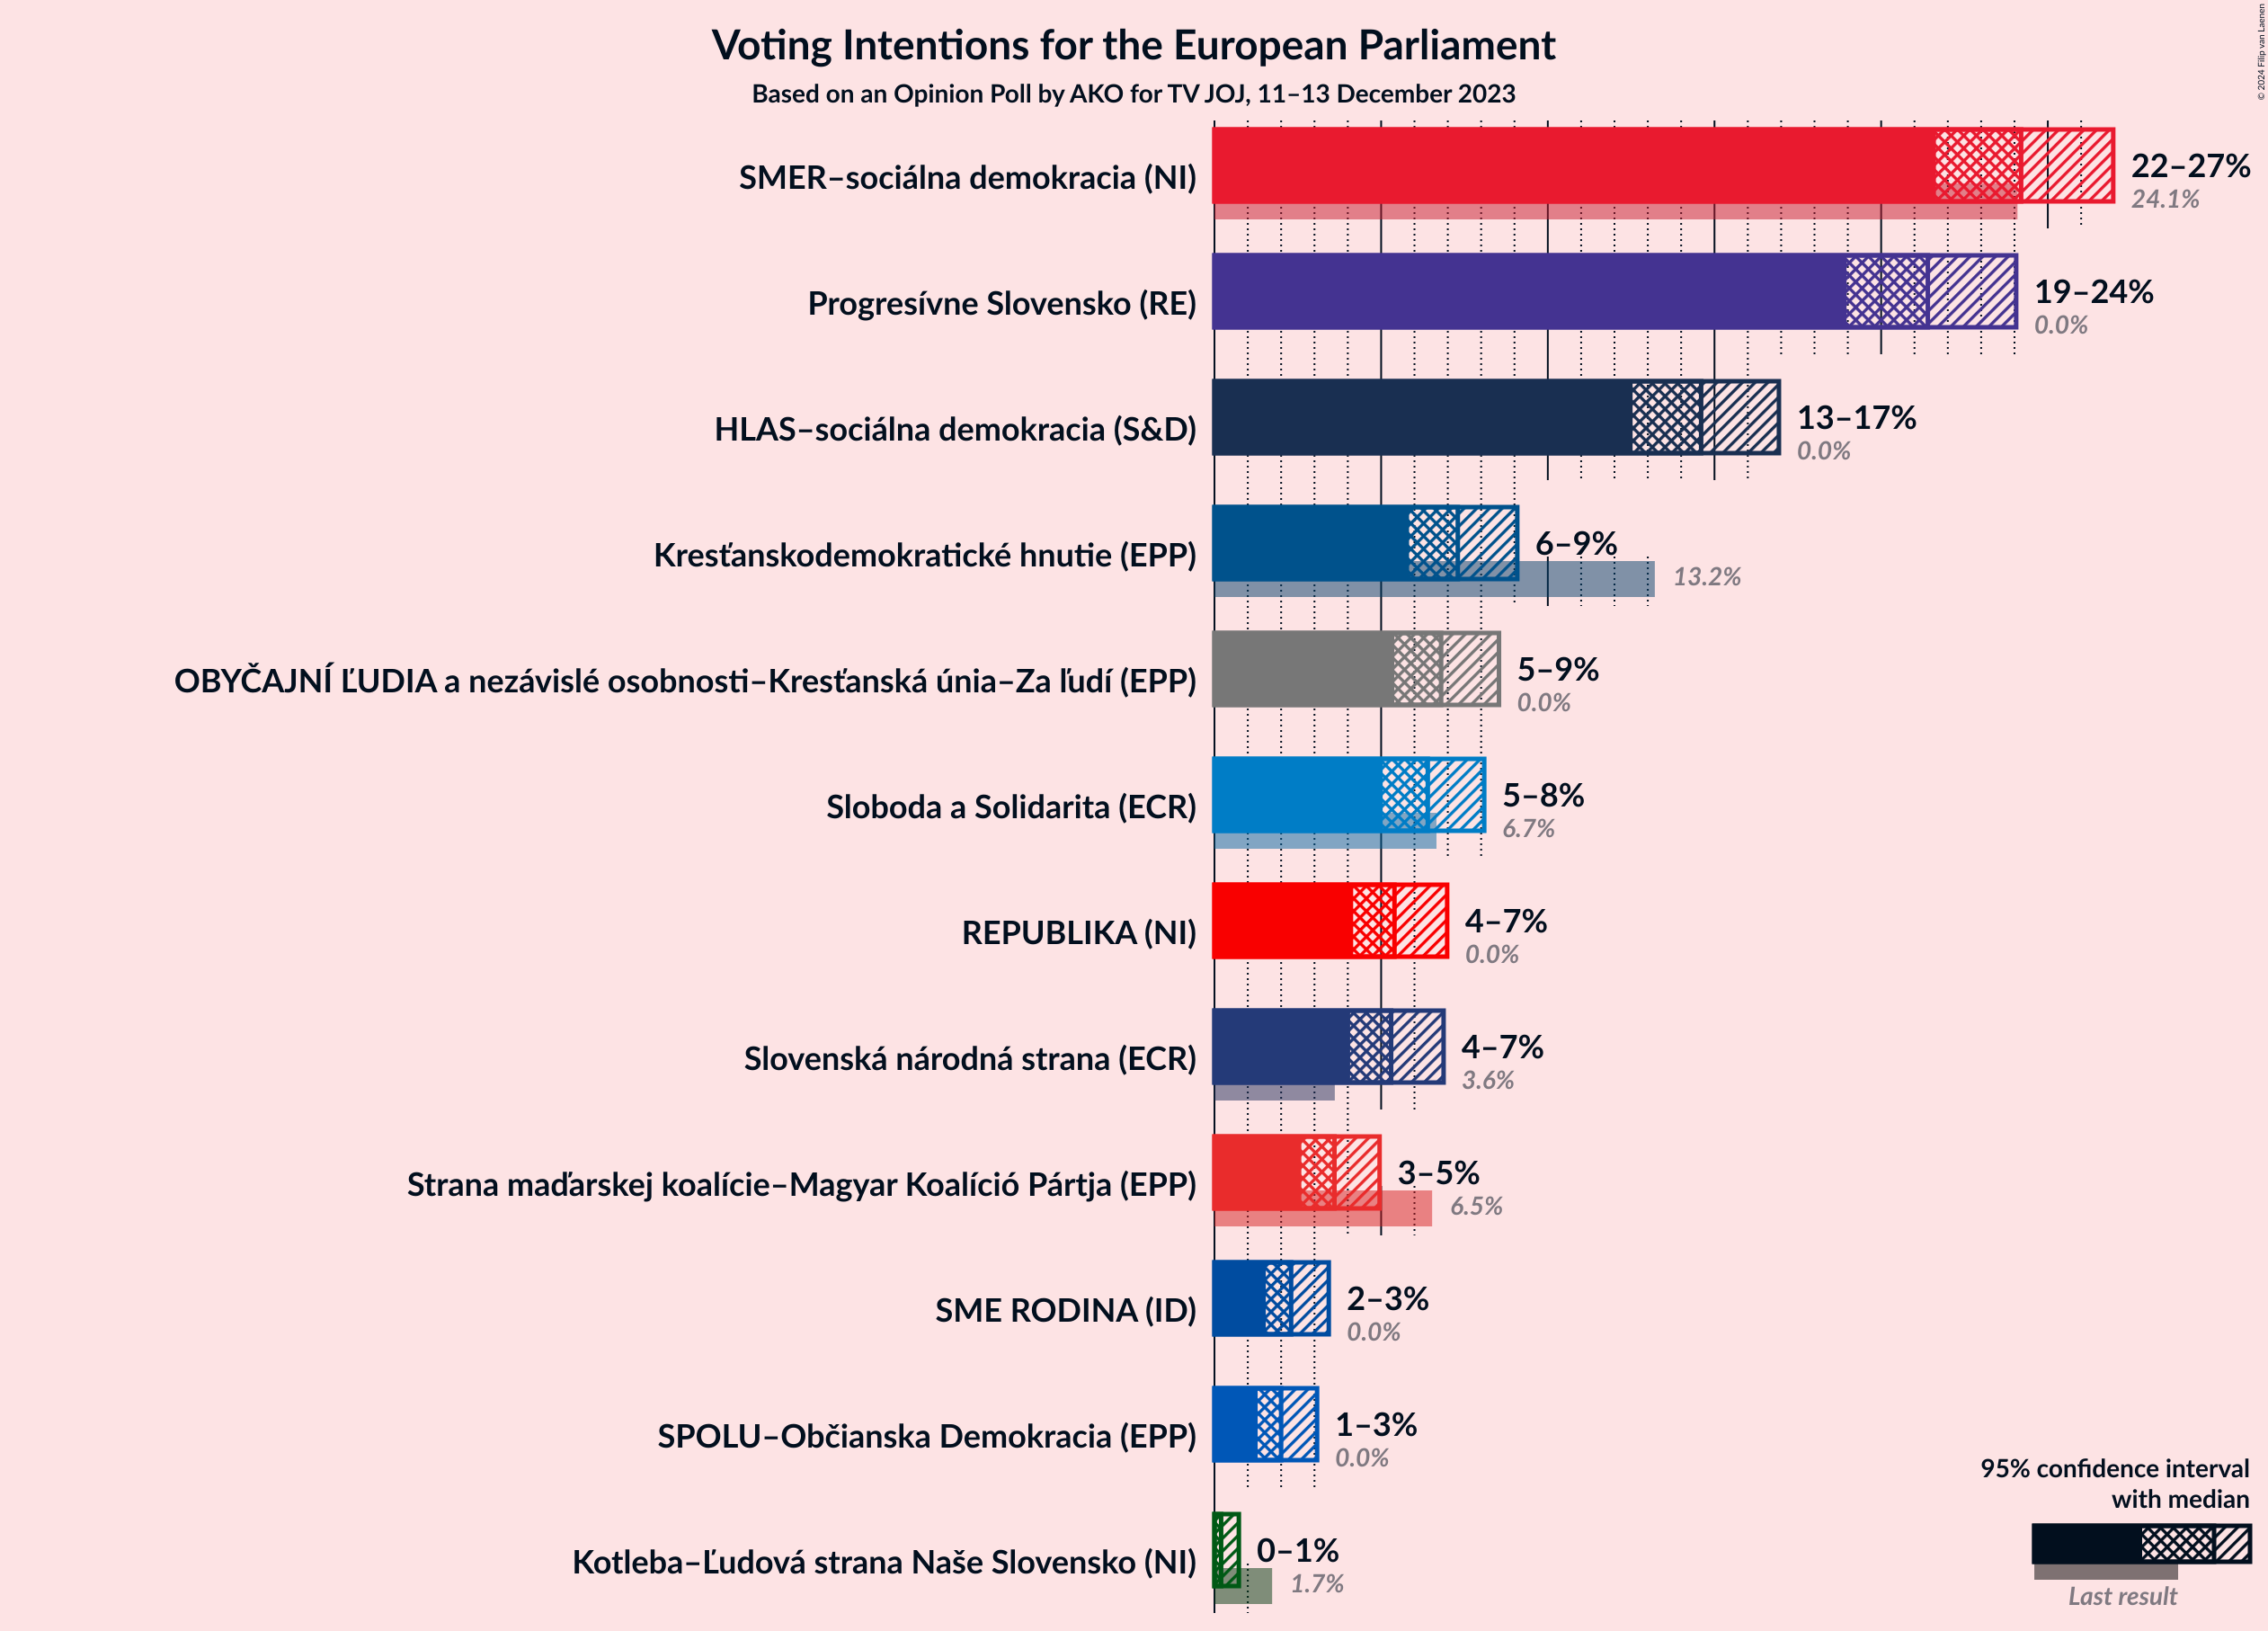 Voting Intentions for the European Parliament
Based on an Opinion Poll by AKO for TV JOJ, 11–13 December 2023
© 2024 Filip van Laenen
SMER–sociálna demokracia (NI)
22–27%
24.1%
Progresívne Slovensko (RE)
19–24%
0.0%
HLAS–sociálna demokracia (S&D)
13–17%
0.0%
Kresťanskodemokratické hnutie (EPP)
6–9%
13.2%
OBYČAJNÍ ĽUDIA a nezávislé osobnosti–Kresťanská únia–Za ľudí (EPP)
5–9%
0.0%
Sloboda a Solidarita (ECR)
5–8%
6.7%
REPUBLIKA (NI)
4–7%
0.0%
Slovenská národná strana (ECR)
4–7%
3.6%
Strana maďarskej koalície–Magyar Koalíció Pártja (EPP)
3–5%
6.5%
SME RODINA (ID)
2–3%
0.0%
SPOLU–Občianska Demokracia (EPP)
1–3%
0.0%
Kotleba–Ľudová strana Naše Slovensko (NI)
0–1%
1.7%
95% confidence interval
with median
Last result